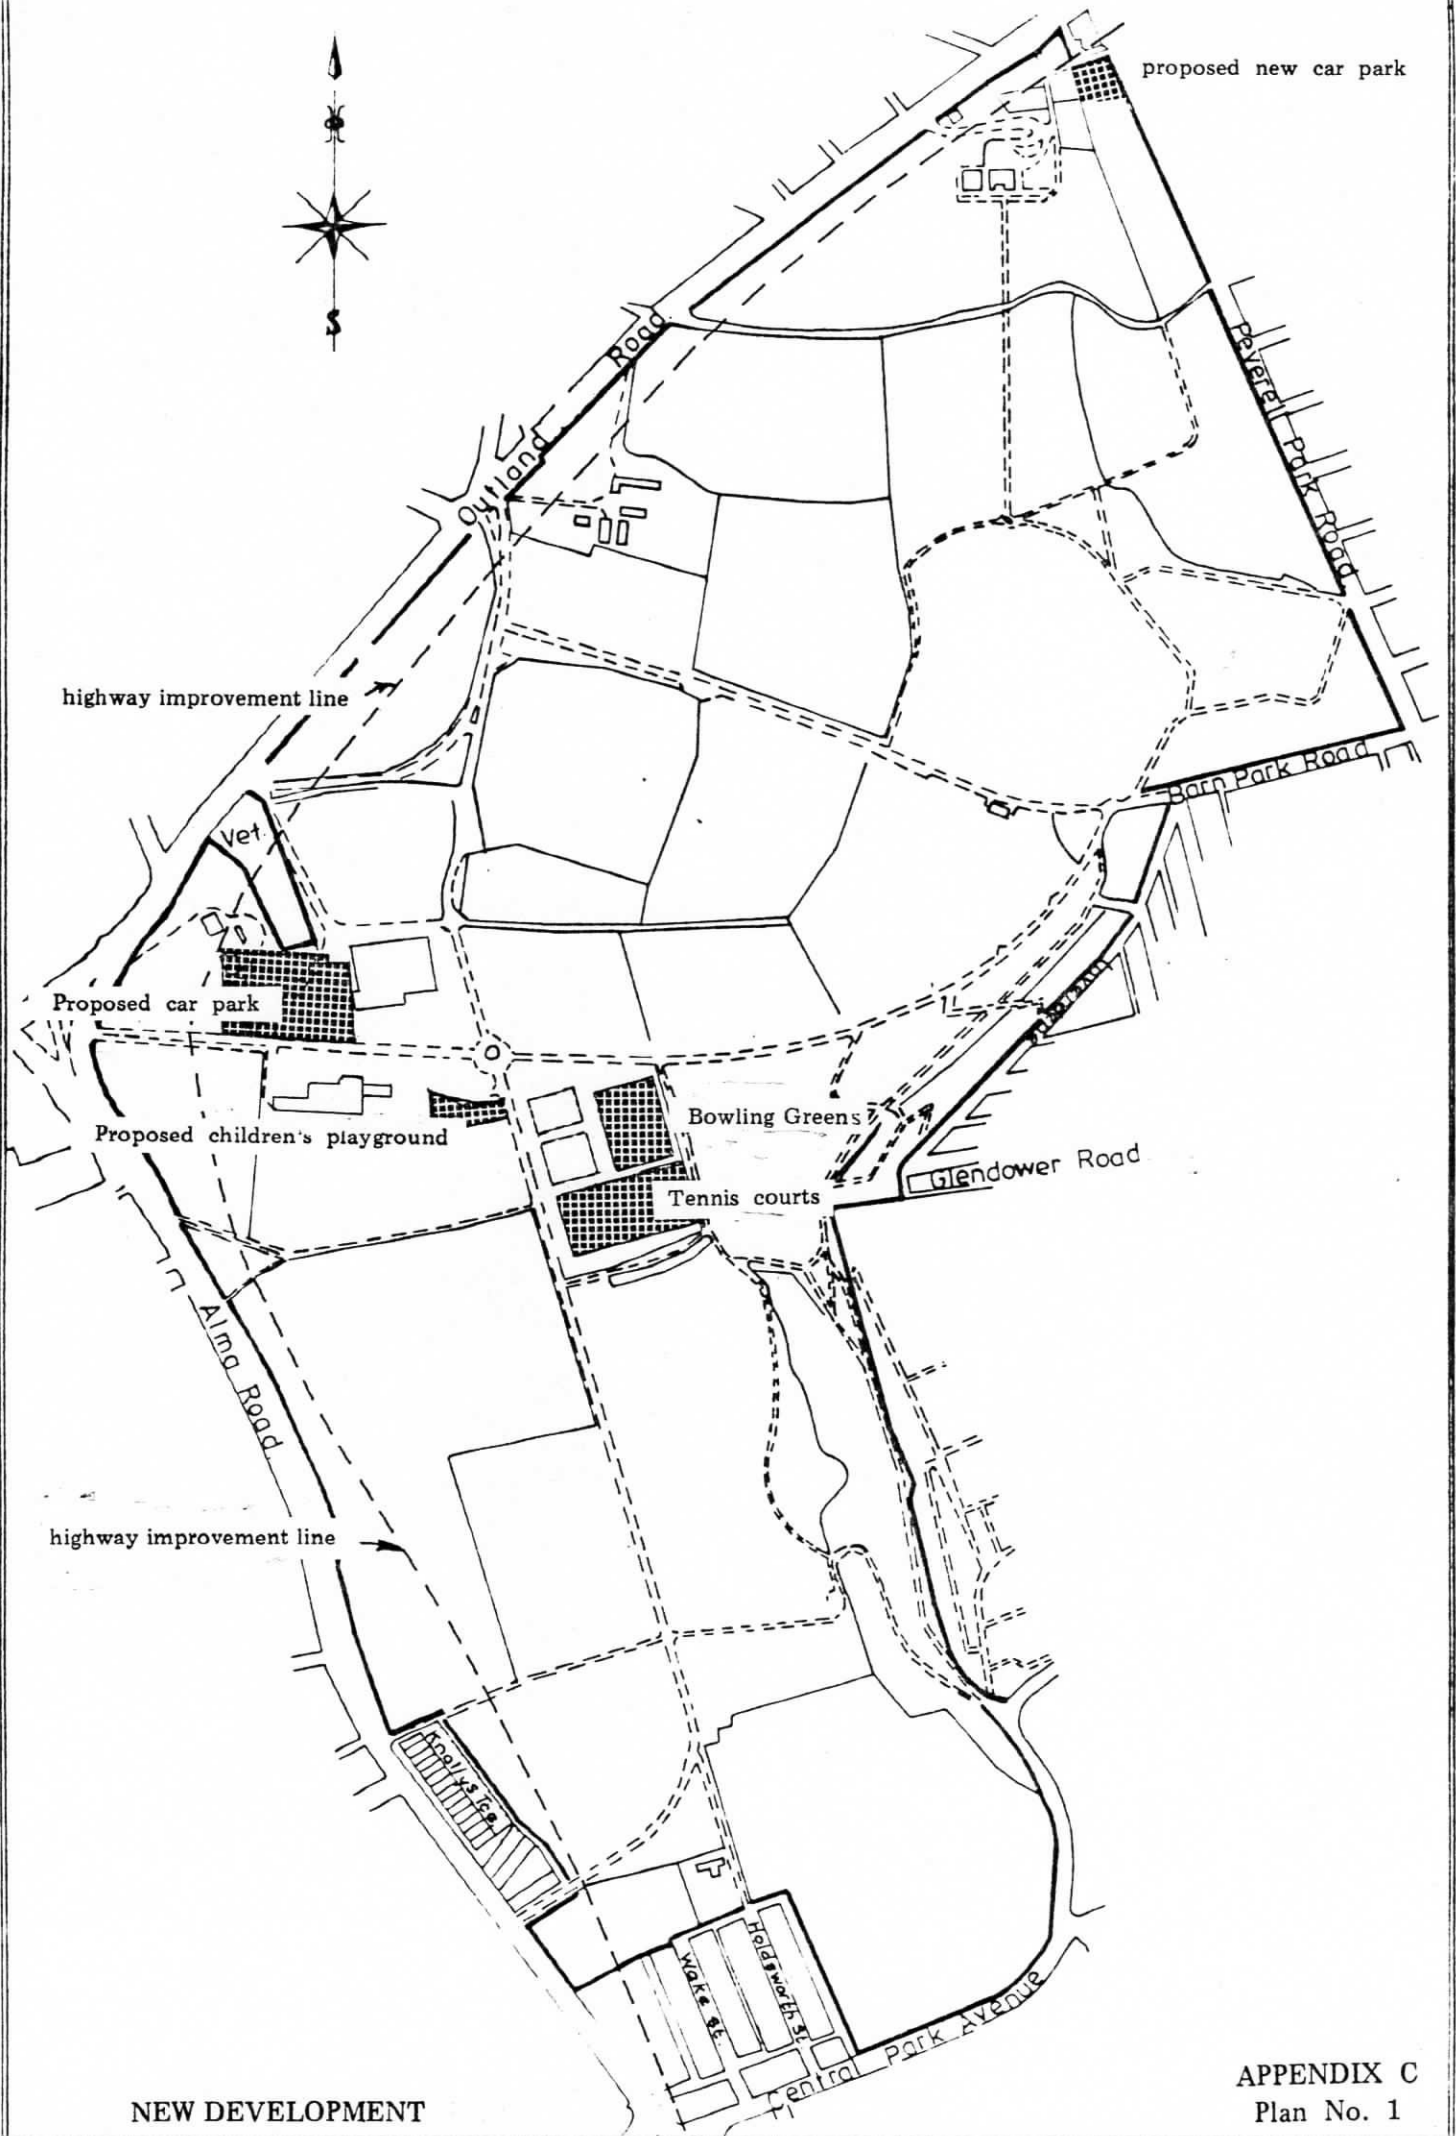 proposed new car park
S
Outland Road
Peverell Park Road
highway improvement line
Barn Park Road
Vet.
Proposed car park
Bowling Greens
Proposed children's playground
Glendower Road
Tennis courts
Alma Road
highway improvement line
Knollys Tce
Wake St.
Holdsworth St
Central Park Avenue
NEW DEVELOPMENT
APPENDIX C
Plan No. 1